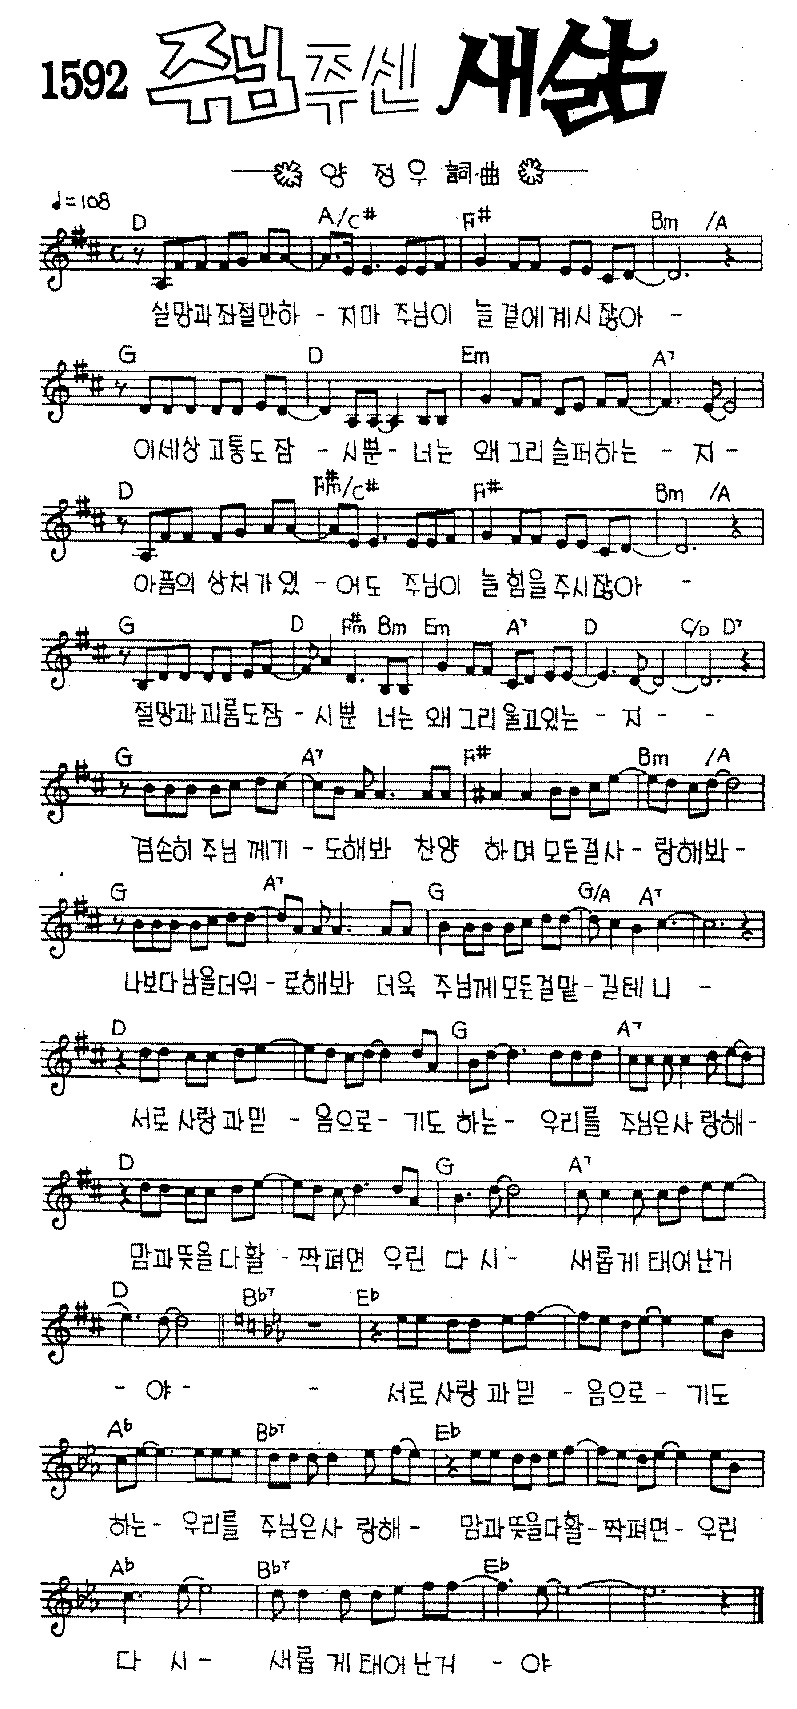 1592 주님 주신 새삶
양 정우 詞·曲
♩=108
D A/C# F# Bm /A
실망과좌절만하 - 지마 주님이 늘 곁에계시잖아 -
G D Em A7
이세상고통도잠 - 시뿐- 너는 왜그리슬퍼하는 - 지-
D F#m/C# F# Bm /A
아픔의 상처가있 - 어도 주님이 늘힘을주시잖아 -
G D F#m Bm Em A7 D C/D D7
절망과괴롬도잠 - 시뿐 너는왜그리울고있는 - 지 - -
G A7 F# Bm /A
겸손히 주님 께기 - 도해봐 찬양 하며모든걸사 - 랑해봐-
G A7 G G/A A7
나보다남을더위 - 로해봐 더욱 주님께모든걸맡 - 길테니 -
D G A7
서로 사랑과믿 - 음으로 - 기도 하는 - 우리를 주님은사랑해 -
D G A7
맘과뜻을다활 - 짝펴면 우린 다 시 - 새롭게태어난거
D Bb7 Eb
- 야 - - 서로사랑과믿 - 음으로 - 기도
Ab Bb7 Eb
하는 - 우리를 주님은사 랑해 - 맘과뜻을다활-짝펴면 - 우린
Ab Bb7 Eb
다 시 - 새롭게태어난거 - 야